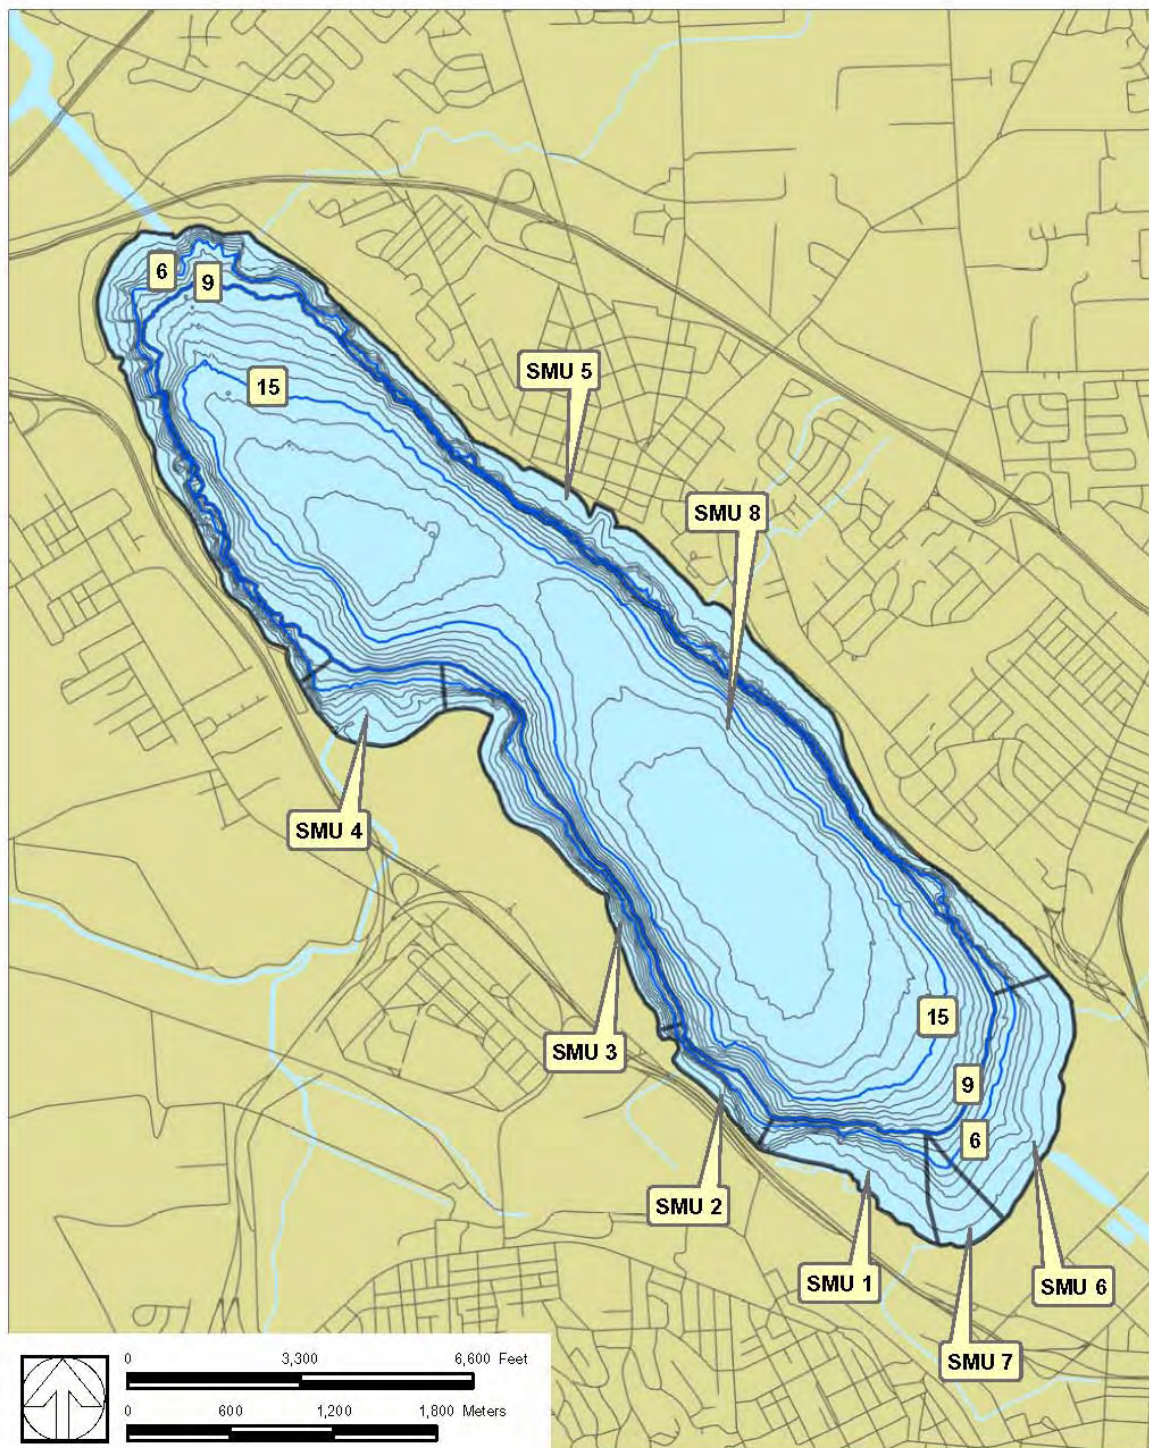 6
9
SMU 5
15
SMU 8
SMU 4
15
SMU 3
9
6
SMU 2
SMU 1
SMU 6
SMU 7
0 3,300 6,600 Feet
0 600 1,200 1,800 Meters